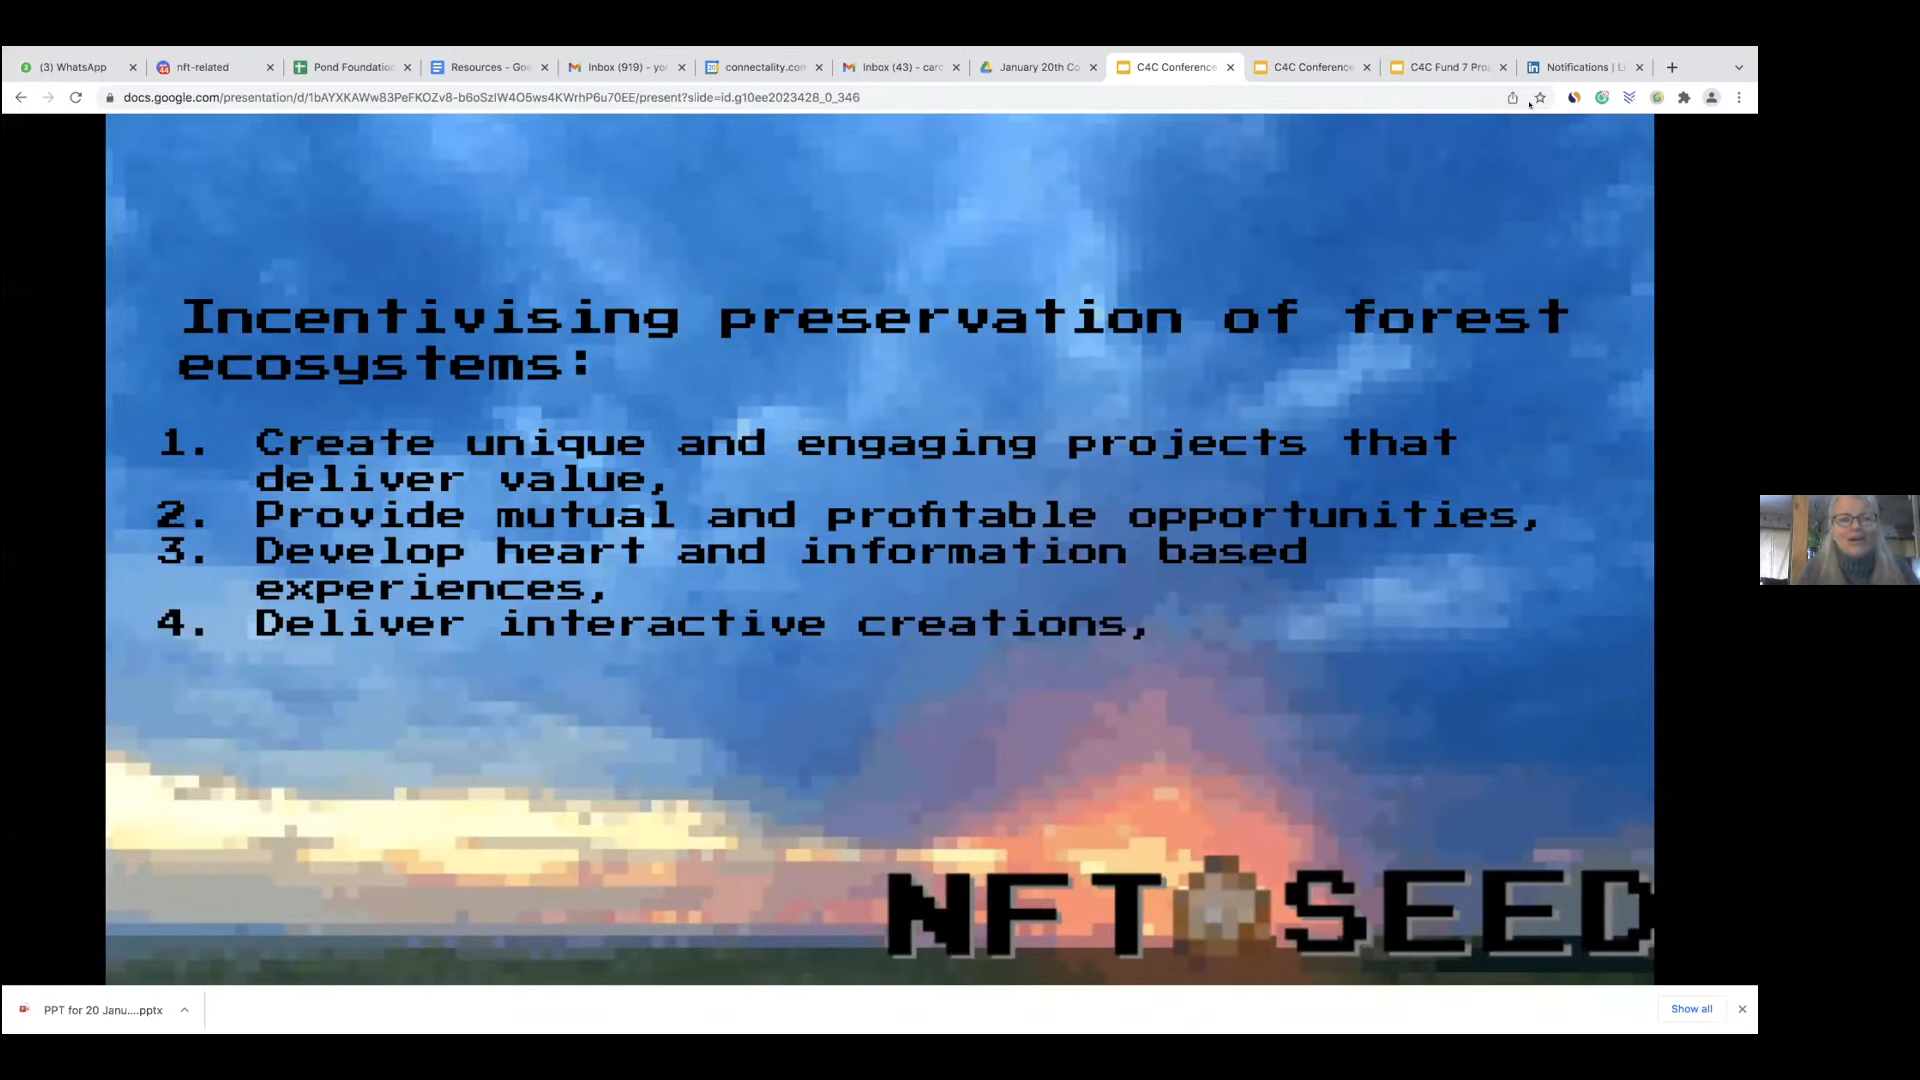 (3) WhatsApp
nft-related
Pond Foundatio
Resources - Goo
Inbox (919) - yo
connectality.com
Inbox (43) - carc
January 20th Co
C4C Conference
C4C Conference
C4C Fund 7 Pro
Notifications | Li
docs.google.com/presentation/d/1bAYXKAWw83PeFKOZv8-b6oSzIW4O5ws4KWrhP6u70EE/present?slide=id.g10ee2023428_0_346
Incentivising preservation of forest
ecosystems:
1. Create unique and engaging projects that
deliver value,
2. Provide mutual and profitable opportunities,
3. Develop heart and information based
experiences,
4. Deliver interactive creations,
NFT SEED
PPT for 20 Janu....pptx
Show all